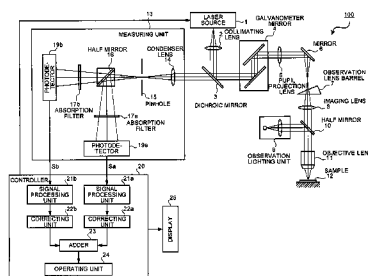 100
13
MEASURING UNIT
LASER SOURCE
1
GALVANOMETER MIRROR
4
MIRROR
6
COLLIMATING LENS
2
19b
PHOTODE-TECTOR
HALF MIRROR
16
CONDENSER LENS
14
OBSERVATION LENS BARREL
7
17b
ABSORPTION FILTER
15
PINHOLE
DICHROIC MIRROR
3
5
PUPIL PROJECTION LENS
IMAGING LENS
8
17a
ABSORPTION FILTER
HALF MIRROR
10
PHOTODE-TECTOR
19a
9
OBSERVATION LIGHTING UNIT
OBJECTIVE LENS
11
SAMPLE
12
Sb
Sa
20
CONTROLLER
21b
21a
SIGNAL PROCESSING UNIT
SIGNAL PROCESSING UNIT
22b
22a
CORRECTING UNIT
CORRECTING UNIT
23
ADDER
24
OPERATING UNIT
25
DISPLAY